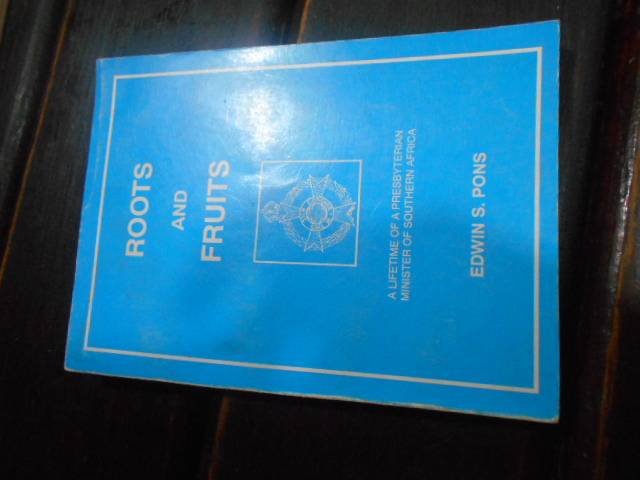 ROOTS
AND
FRUITS
A LIFETIME OF A PRESBYTERIAN
MINISTER OF SOUTHERN AFRICA
EDWIN S. PONS